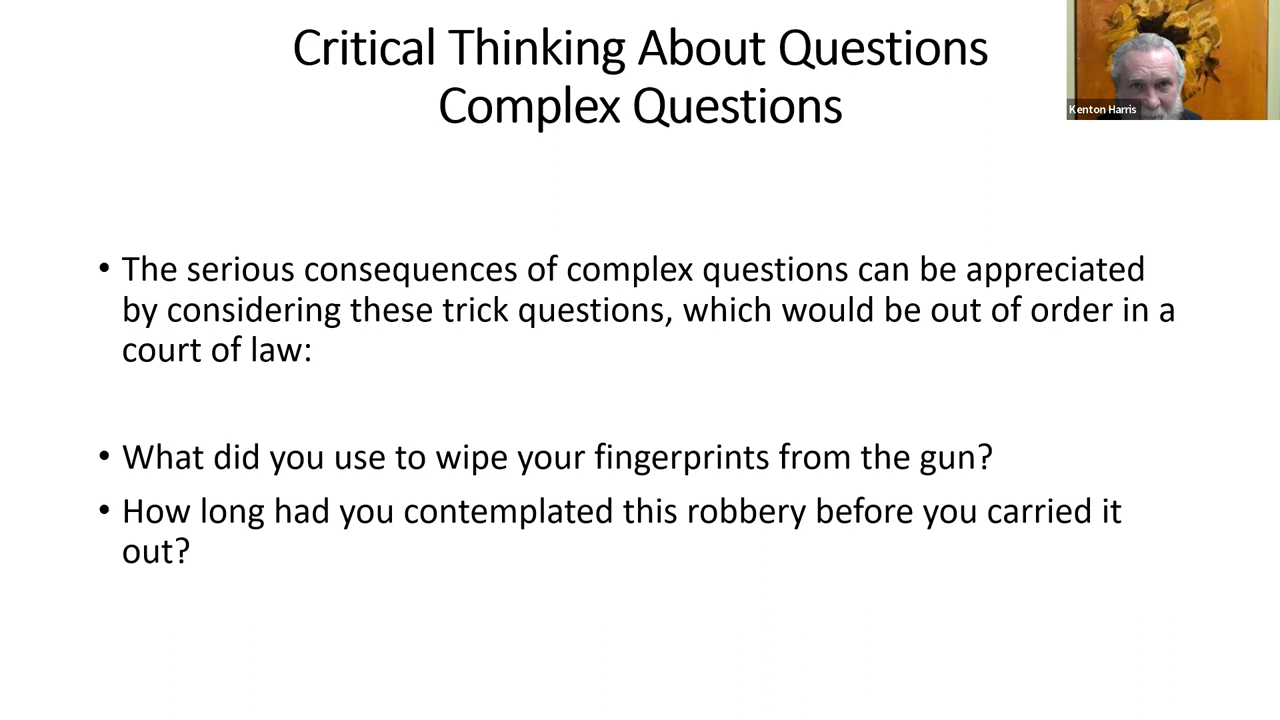 Critical Thinking About Questions
Complex Questions
Kenton Harris
• The serious consequences of complex questions can be appreciated
by considering these trick questions, which would be out of order in a
court of law:
• What did you use to wipe your fingerprints from the gun?
• How long had you contemplated this robbery before you carried it
out?